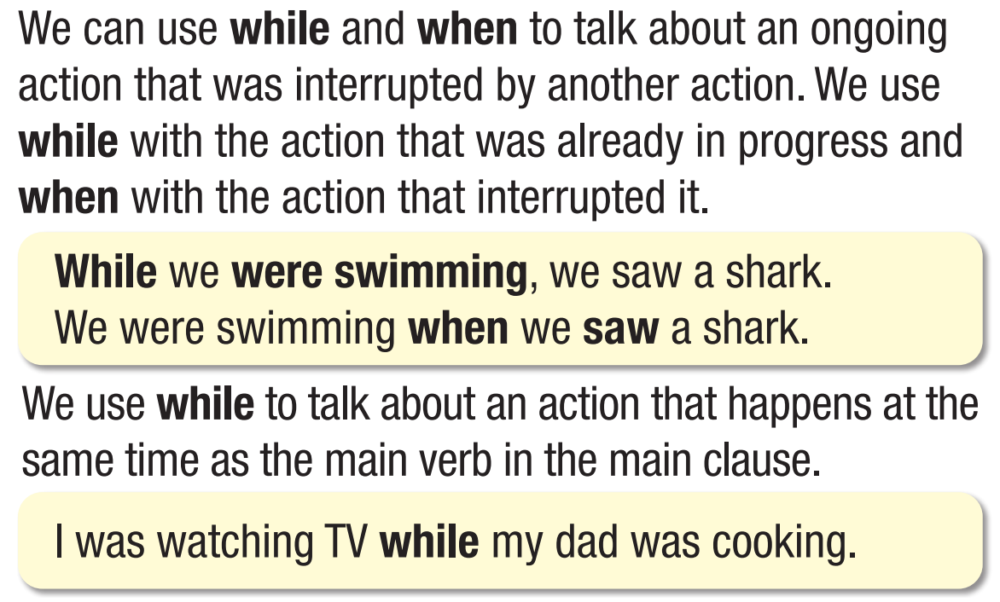 We can use while and when to talk about an ongoing
action that was interrupted by another action. We use
while with the action that was already in progress and
when with the action that interrupted it.
While we were swimming, we saw a shark.
We were swimming when we saw a shark.
We use while to talk about an action that happens at the
same time as the main verb in the main clause.
I was watching TV while my dad was cooking.